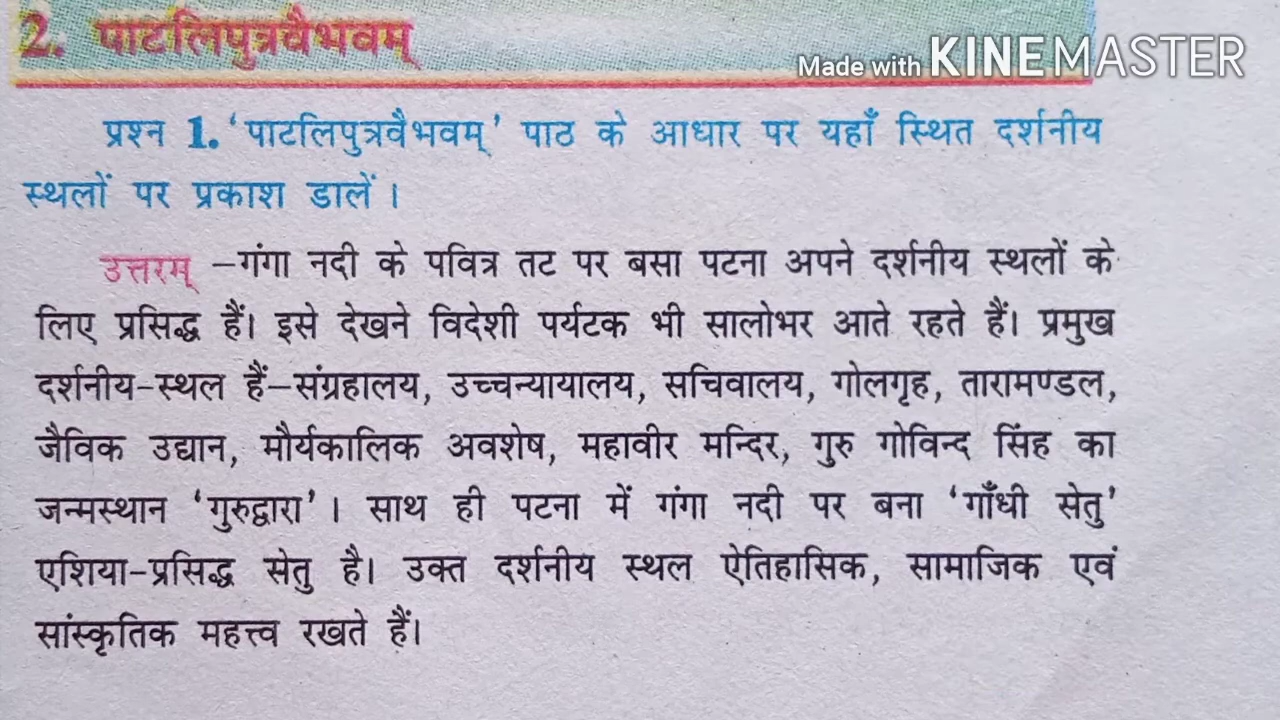 2. पाटलिपुत्रवैभवम्
Made with KINEMASTER
प्रश्न 1. 'पाटलिपुत्रवैभवम्' पाठ के आधार पर यहाँ स्थित दर्शनीय
स्थलों पर प्रकाश डालें ।
उत्तरम् –गंगा नदी के पवित्र तट पर बसा पटना अपने दर्शनीय स्थलों के
लिए प्रसिद्ध हैं। इसे देखने विदेशी पर्यटक भी सालोभर आते रहते हैं। प्रमुख
दर्शनीय-स्थल हैं–संग्रहालय, उच्चन्यायालय, सचिवालय, गोलगृह, तारामण्डल,
जैविक उद्यान, मौर्यकालिक अवशेष, महावीर मन्दिर, गुरु गोविन्द सिंह का
जन्मस्थान 'गुरुद्वारा' । साथ ही पटना में गंगा नदी पर बना 'गाँधी सेतु'
एशिया-प्रसिद्ध सेतु है। उक्त दर्शनीय स्थल ऐतिहासिक, सामाजिक एवं
सांस्कृतिक महत्त्व रखते हैं।